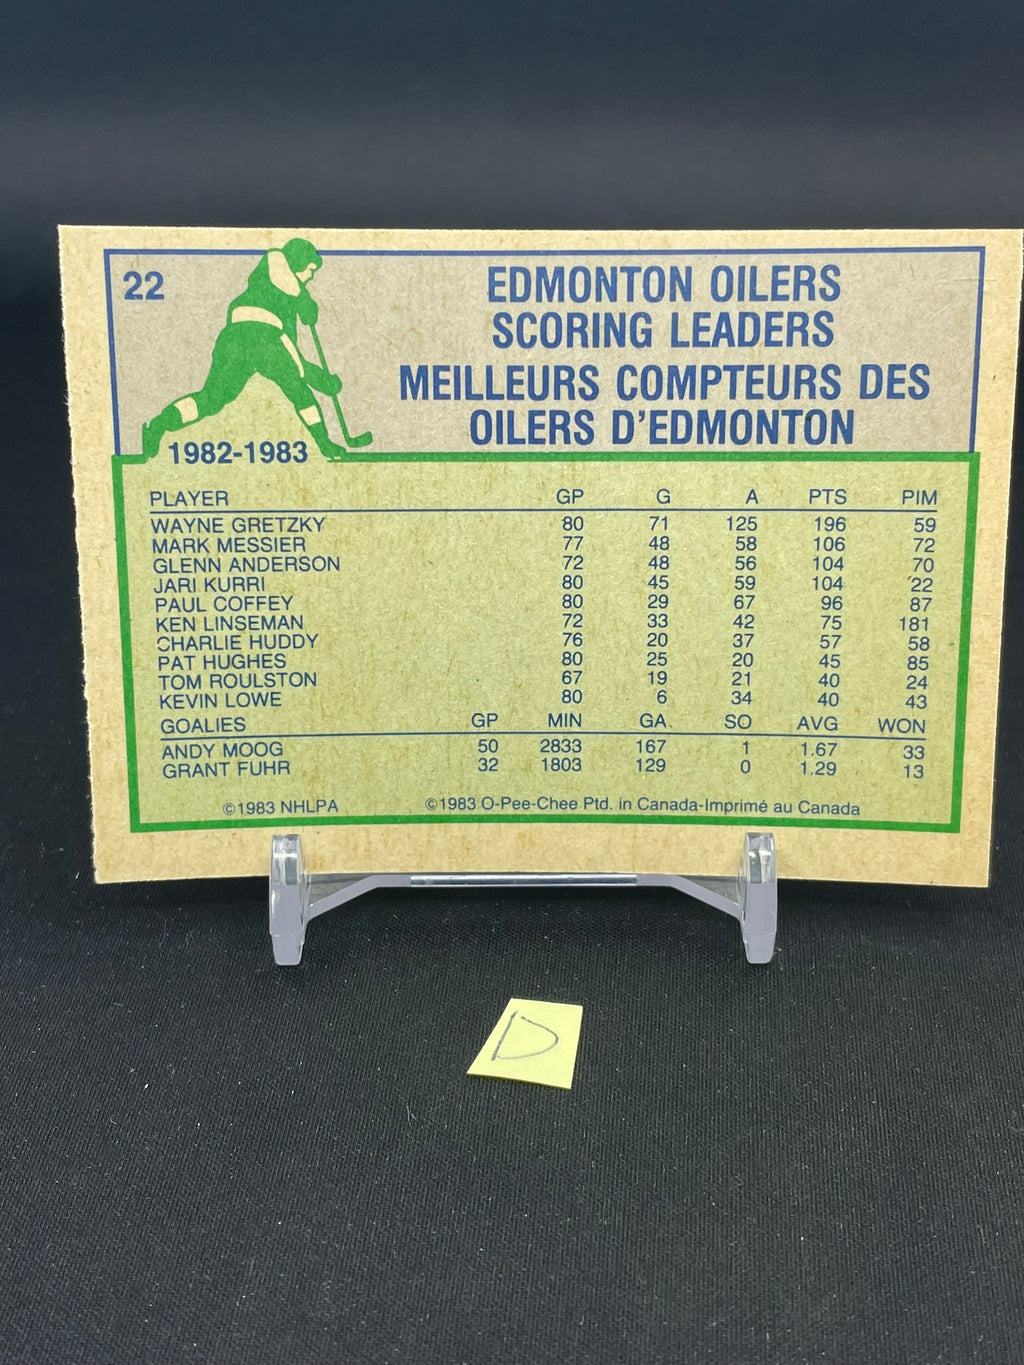 22
EDMONTON OILERS
SCORING LEADERS
MEILLEURS COMPTEURS DES
OILERS D'EDMONTON
1982-1983
PLAYER GP G A PTS PIM
WAYNE GRETZKY 80 71 125 196 59
MARK MESSIER 77 48 58 106 72
GLENN ANDERSON 72 48 56 104 70
JARI KURRI 80 45 59 104 22
PAUL COFFEY 80 29 67 96 87
KEN LINSEMAN 72 33 42 75 181
CHARLIE HUDDY 76 20 37 57 58
PAT HUGHES 80 25 20 45 85
TOM ROULSTON 67 19 21 40 24
KEVIN LOWE 80 6 34 40 43
GOALIES GP MIN GA SO AVG WON
ANDY MOOG 50 2833 167 1 1.67 33
GRANT FUHR 32 1803 129 0 1.29 13
©1983 NHLPA ©1983 O-Pee-Chee Ptd. in Canada-Imprimé au Canada
D